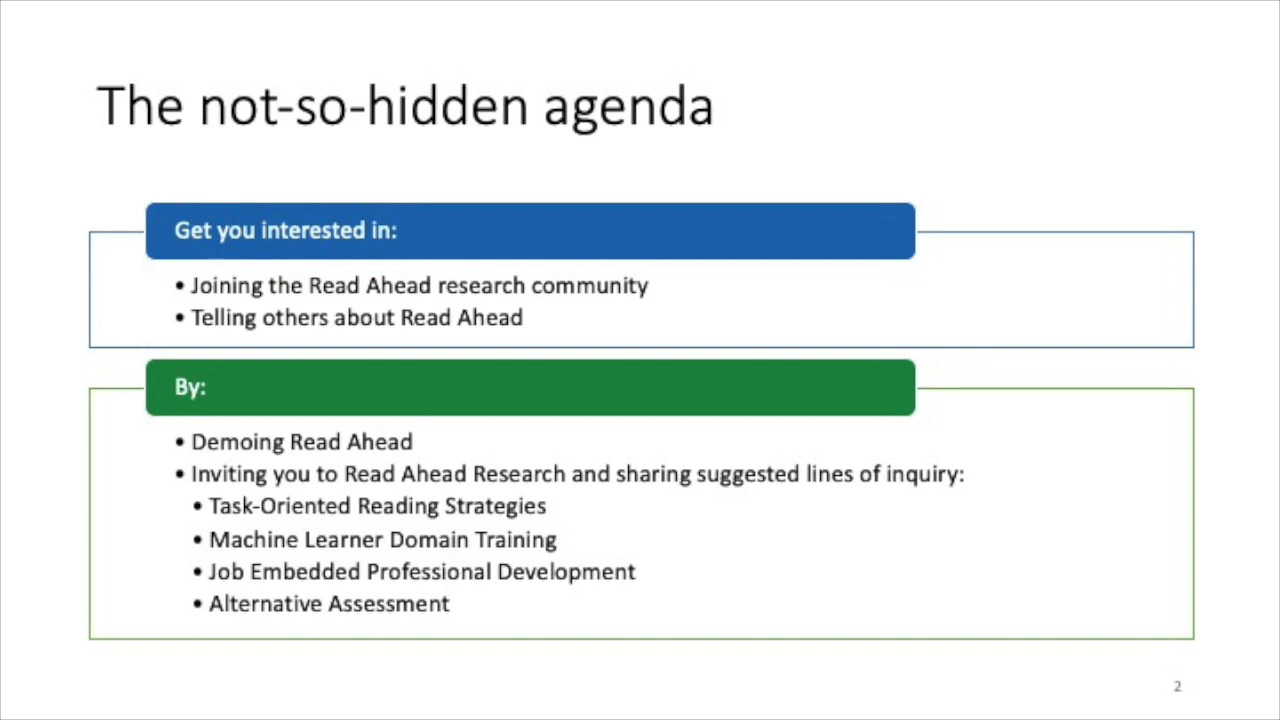 The not-so-hidden agenda
Get you interested in:
• Joining the Read Ahead research community
• Telling others about Read Ahead
By:
• Demoing Read Ahead
• Inviting you to Read Ahead Research and sharing suggested lines of inquiry:
• Task-Oriented Reading Strategies
• Machine Learner Domain Training
• Job Embedded Professional Development
• Alternative Assessment
2